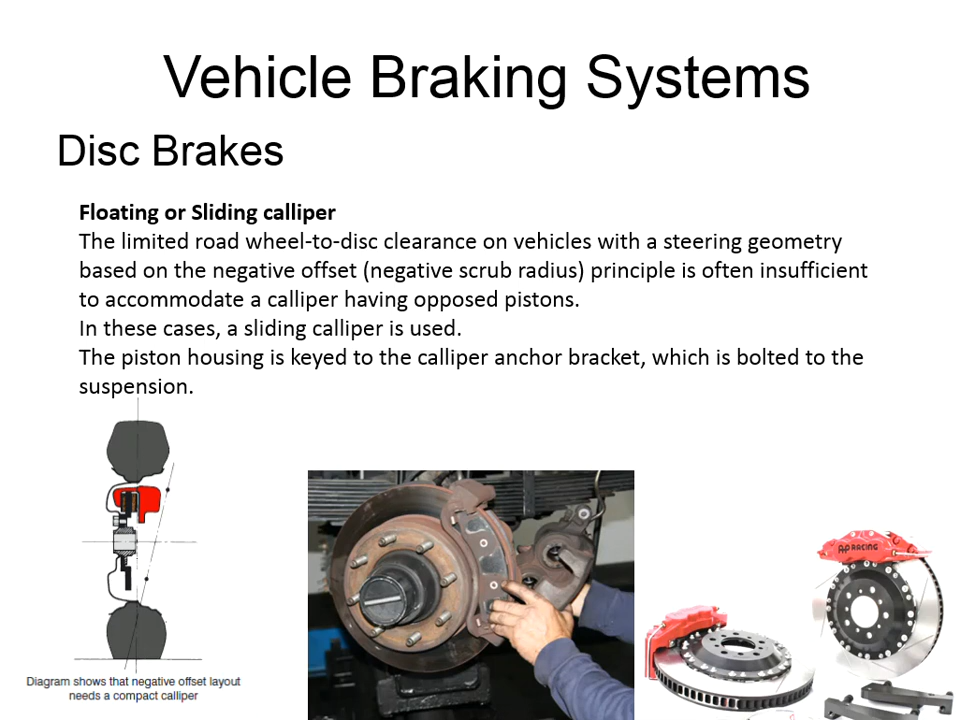 Vehicle Braking Systems
Disc Brakes
Floating or Sliding calliper
The limited road wheel-to-disc clearance on vehicles with a steering geometry
based on the negative offset (negative scrub radius) principle is often insufficient
to accommodate a calliper having opposed pistons.
In these cases, a sliding calliper is used.
The piston housing is keyed to the calliper anchor bracket, which is bolted to the
suspension.
Diagram shows that negative offset layout
needs a compact calliper
AP RACING